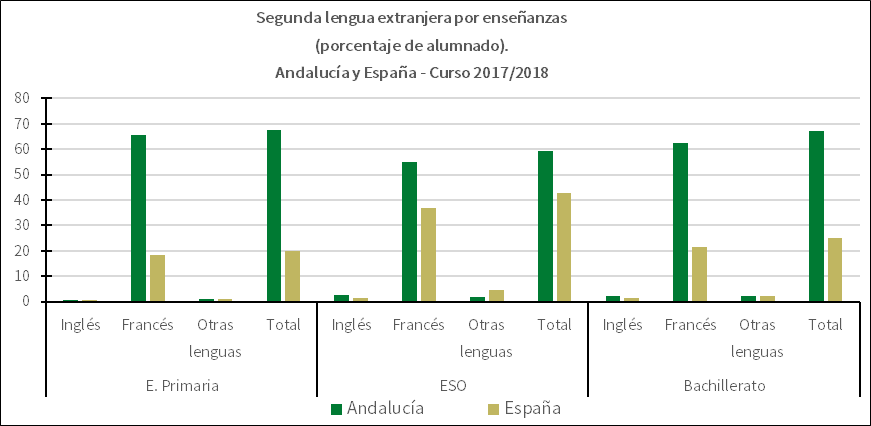 Segunda lengua extranjera por enseñanzas
(porcentaje de alumnado).
Andalucía y España - Curso 2017/2018
80
70
60
50
40
30
20
10
0
Inglés Francés Otras lenguas Total Inglés Francés Otras lenguas Total Inglés Francés Otras lenguas Total
E. Primaria ESO Bachillerato
Andalucía España